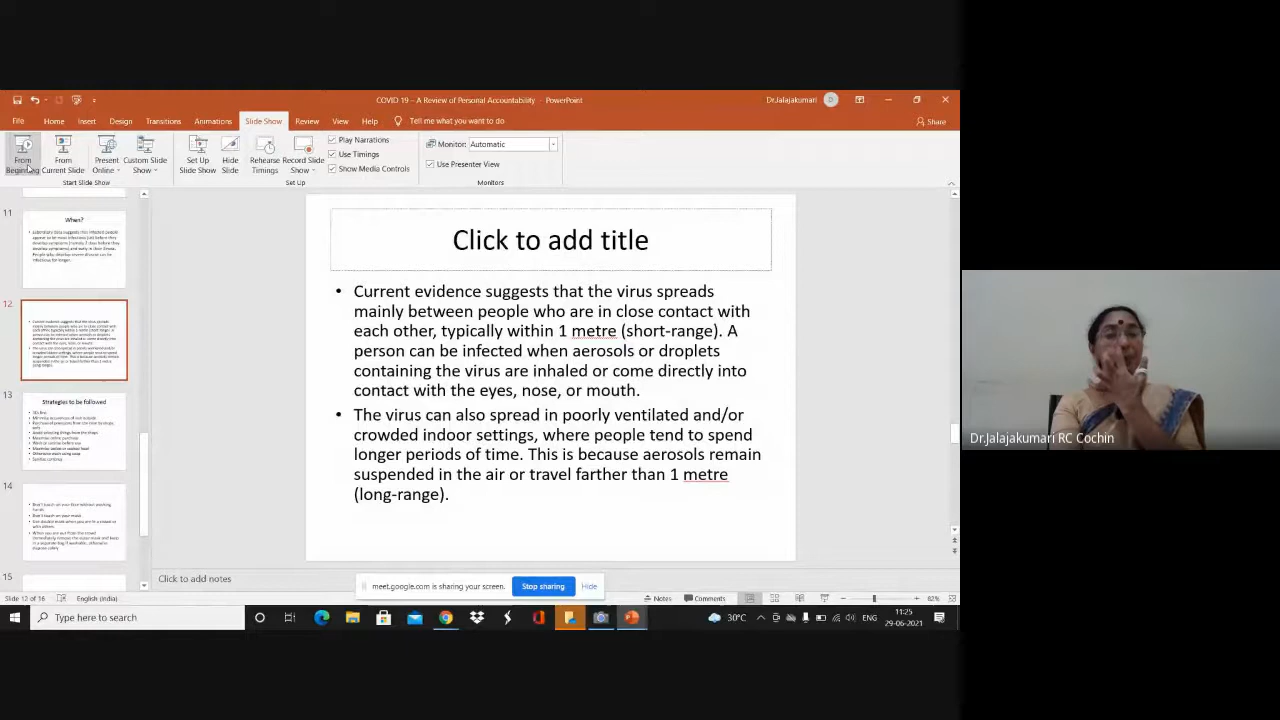 COVID 19 – A Review of Personal Accountability - PowerPoint
Dr.Jalajakumari
File Home Insert Design Transitions Animations Slide Show Review View Help Tell me what you want to do
Share
From Beginning
From Current Slide
Present Online
Custom Slide Show
Set Up Slide Show
Hide Slide
Rehearse Timings
Record Slide Show
Play Narrations
Use Timings
Show Media Controls
Monitor: Automatic
Use Presenter View
Start Slide Show
Set Up
Monitors
11
When?
12
13
Strategies to be followed
14
15
Click to add title
• Current evidence suggests that the virus spreads
mainly between people who are in close contact with
each other, typically within 1 metre (short-range). A
person can be infected when aerosols or droplets
containing the virus are inhaled or come directly into
contact with the eyes, nose, or mouth.
• The virus can also spread in poorly ventilated and/or
crowded indoor settings, where people tend to spend
longer periods of time. This is because aerosols remain
suspended in the air or travel farther than 1 metre
(long-range).
Click to add notes
meet.google.com is sharing your screen. Stop sharing Hide
Slide 12 of 16 English (India)
Notes Comments 82%
Type here to search
30°C ENG 11:25
29-06-2021
Dr.Jalajakumari RC Cochin